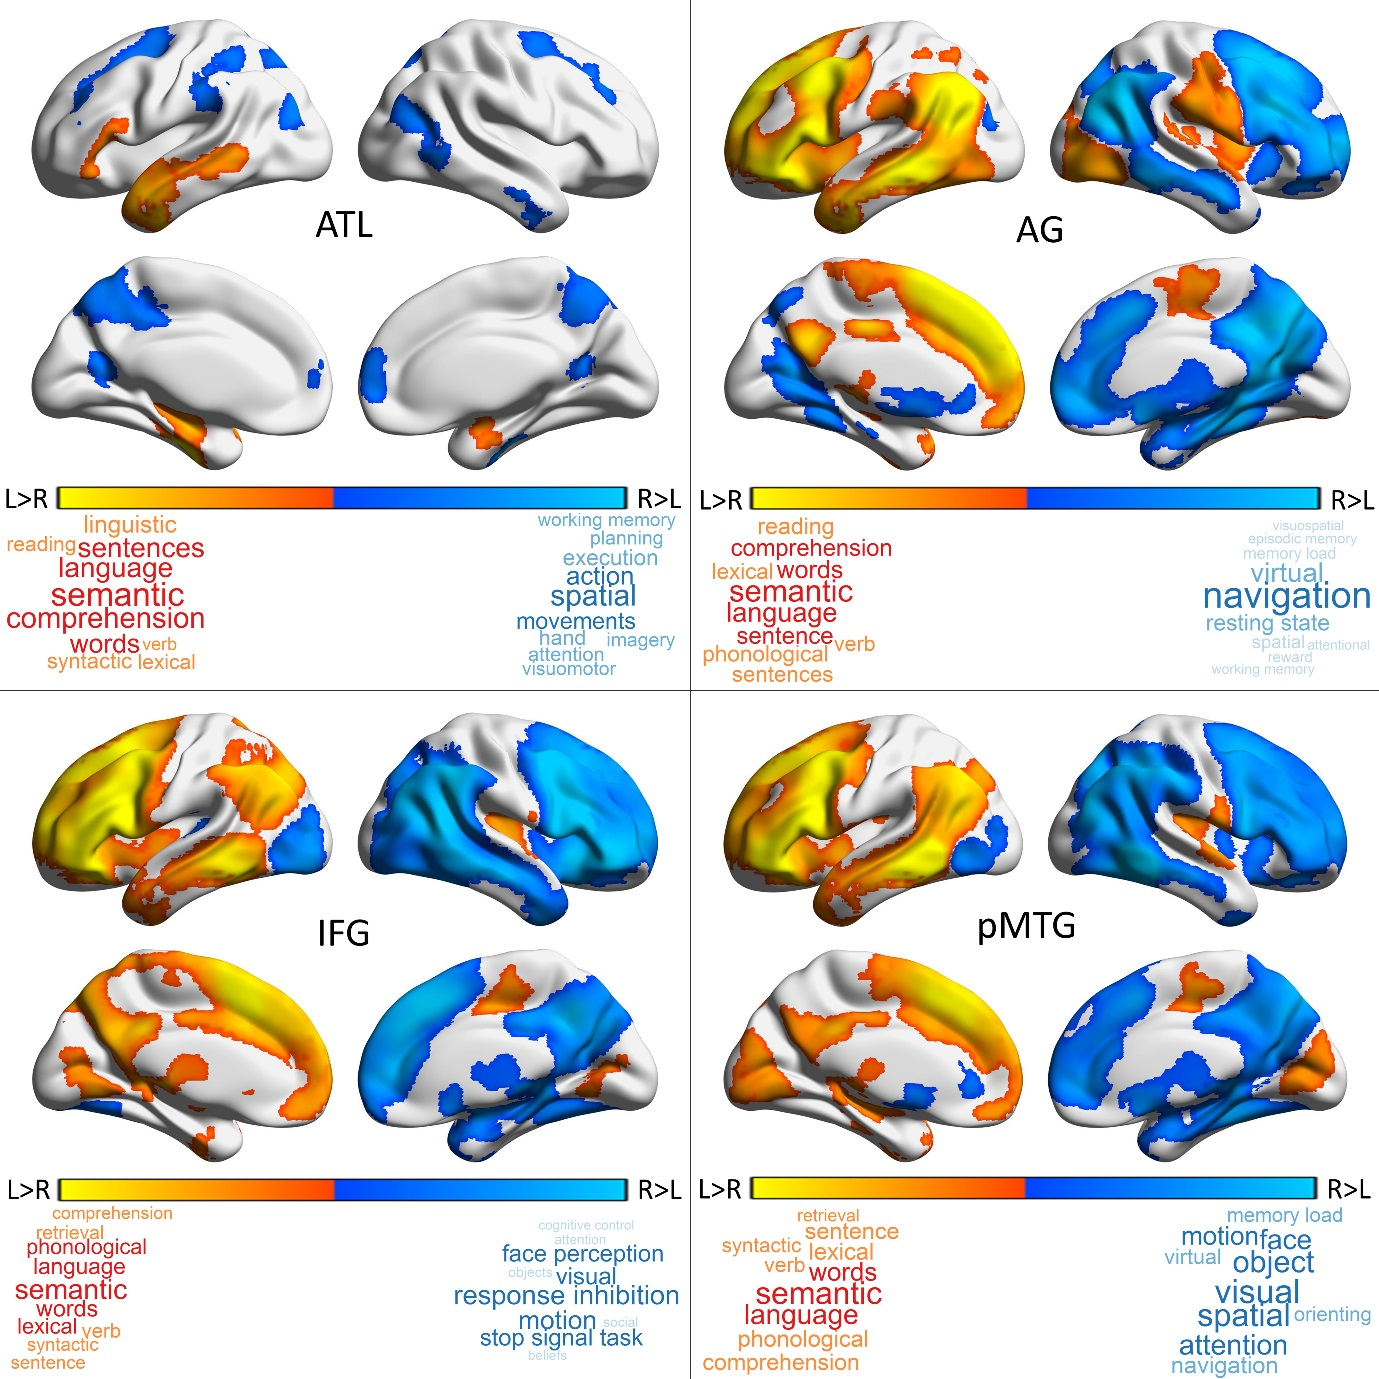 ATL
L>R R>L
linguistic
reading sentences
language
semantic
comprehension
words verb
syntactic lexical
working memory
planning
execution
action
spatial
movements
hand imagery
attention
visuomotor
AG
L>R R>L
reading
comprehension
lexical words
semantic
language
sentence verb
phonological
sentences
visuospatial
episodic memory
memory load
virtual
navigation
resting state
spatial attentional
reward
working memory
IFG
L>R R>L
comprehension
retrieval
phonological
language
semantic
words
lexical verb
syntactic
sentence
cognitive control
attention
face perception
objects visual
response inhibition
motion social
stop signal task
beliefs
pMTG
L>R R>L
retrieval
sentence
syntactic lexical
verb words
semantic
language
phonological
comprehension
memory load
motion face
virtual object
visual
spatial orienting
attention
navigation